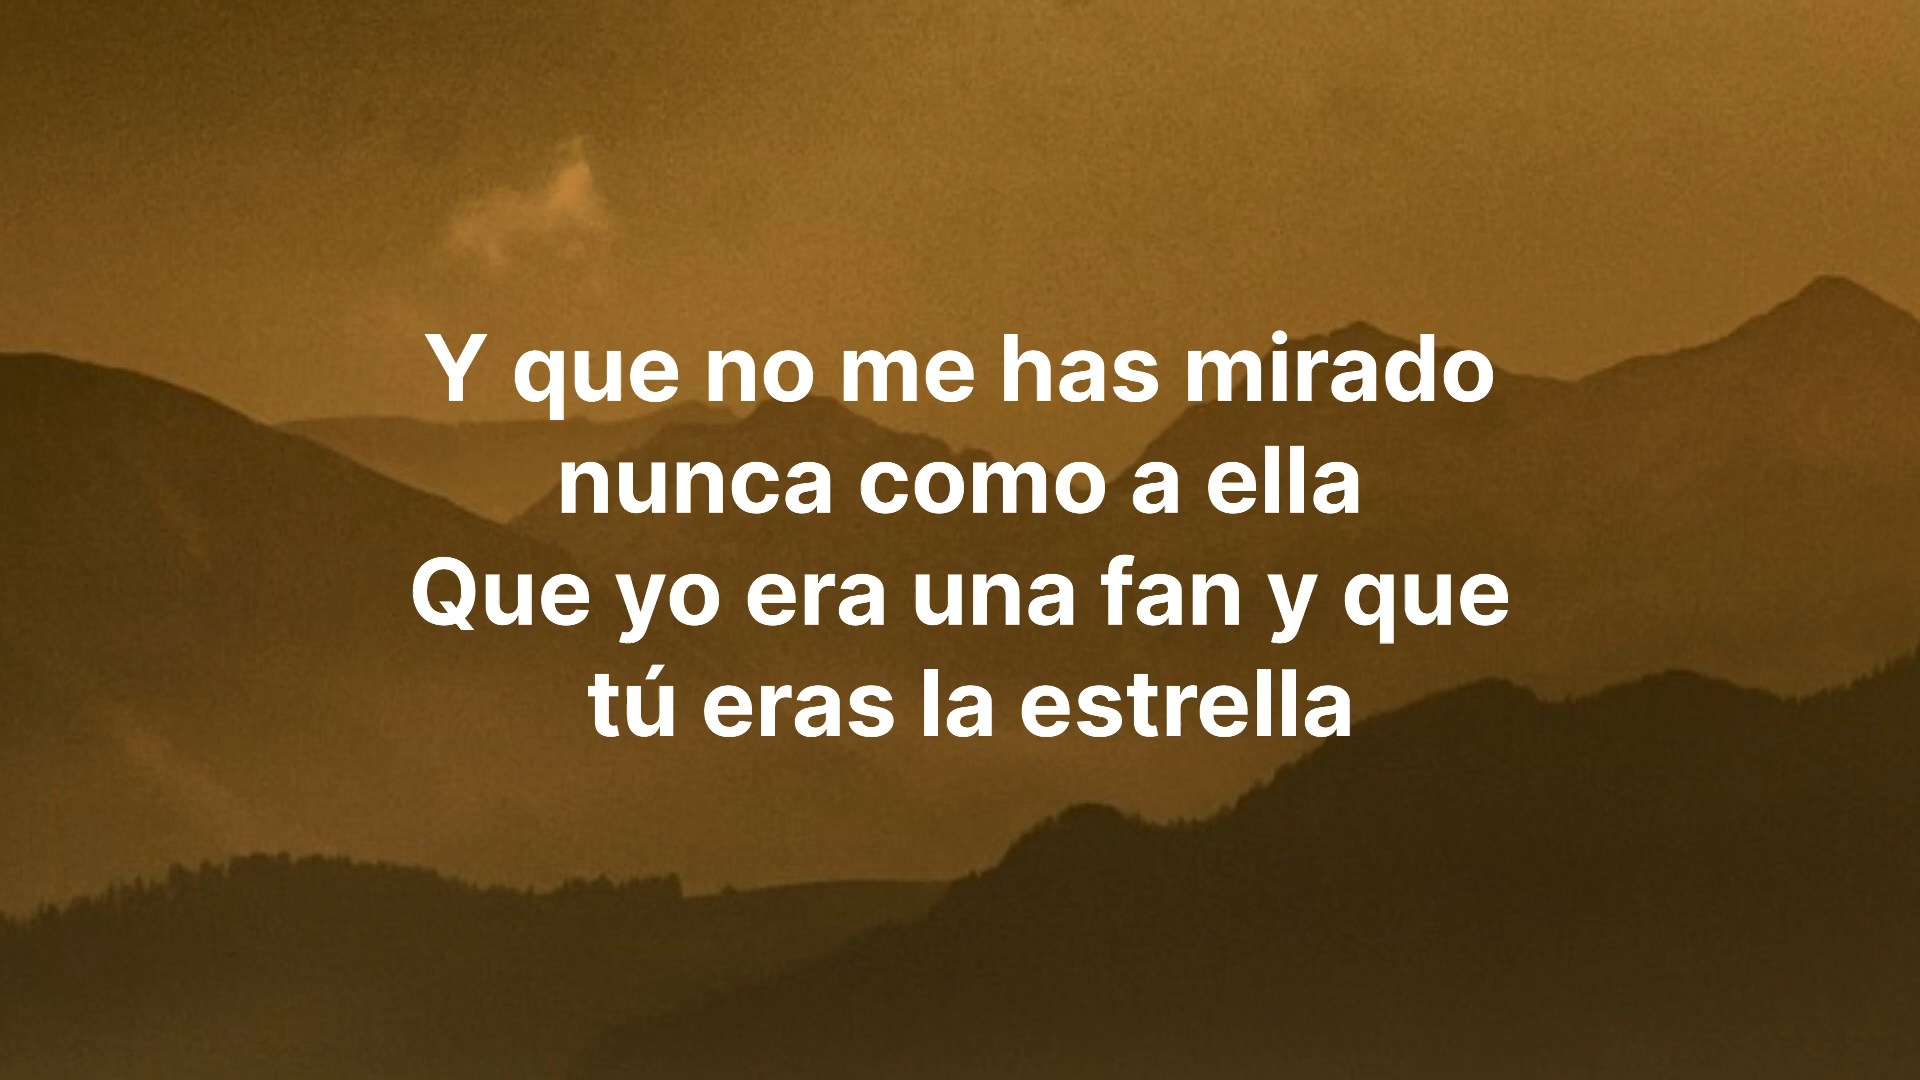 Y que no me has mirado
nunca como a ella
Que yo era una fan y que
tú eras la estrella